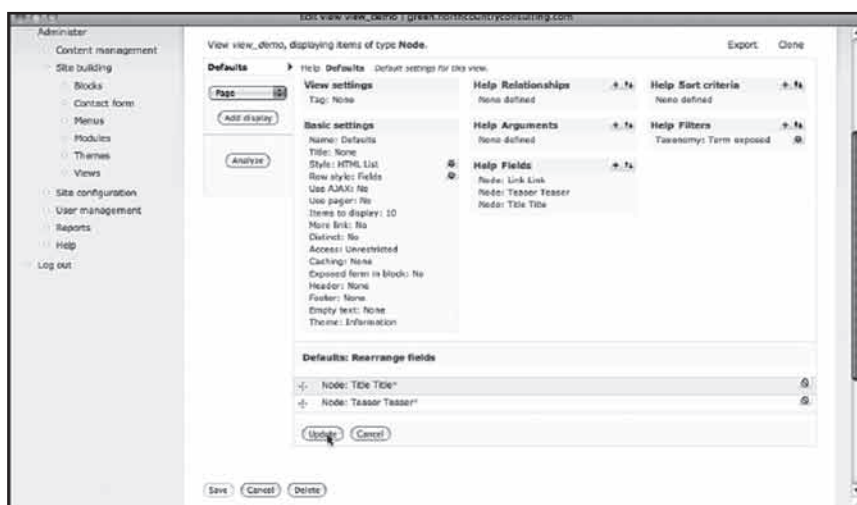 Edit view view_demo | green.northcountryconsulting.com
Administer
Content management
Site building
Blocks
Contact form
Menus
Modules
Themes
Views
Site configuration
User management
Reports
Help
Log out
View view_demo, displaying items of type Node.
Export Clone
Defaults
Page
Add display
Analyze
Help Defaults Default settings for this view.
View settings
Tag: None
Basic settings
Name: Defaults
Title: None
Style: HTML List
Row style: Fields
Use AJAX: No
Use pager: No
Items to display: 10
More link: No
Distinct: No
Access: Unrestricted
Caching: None
Exposed form in block: No
Header: None
Footer: None
Empty text: None
Theme: Information
Help Relationships
None defined
Help Arguments
None defined
Help Fields
Node: Link Link
Node: Teaser Teaser
Node: Title Title
Help Sort criteria
None defined
Help Filters
Taxonomy: Term exposed
Defaults: Rearrange fields
Node: Title Title*
Node: Teaser Teaser*
Update Cancel
Save Cancel Delete